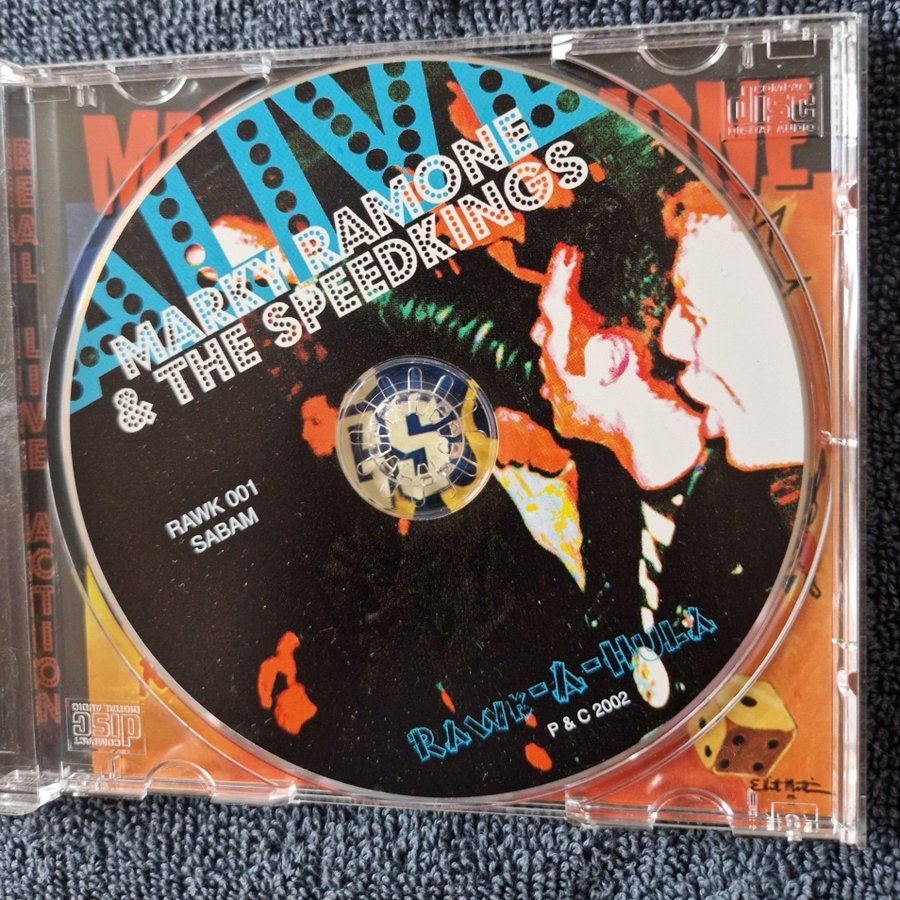 ALIVE
MARKY RAMONE
& THE SPEEDKINGS
RAWK 001
SABAM
RAWK-A-HULA
P & C 2002
REAL LIVE ACTION
COMPACT
disc
DIGITAL AUDIO
COMPACT
disc
DIGITAL AUDIO